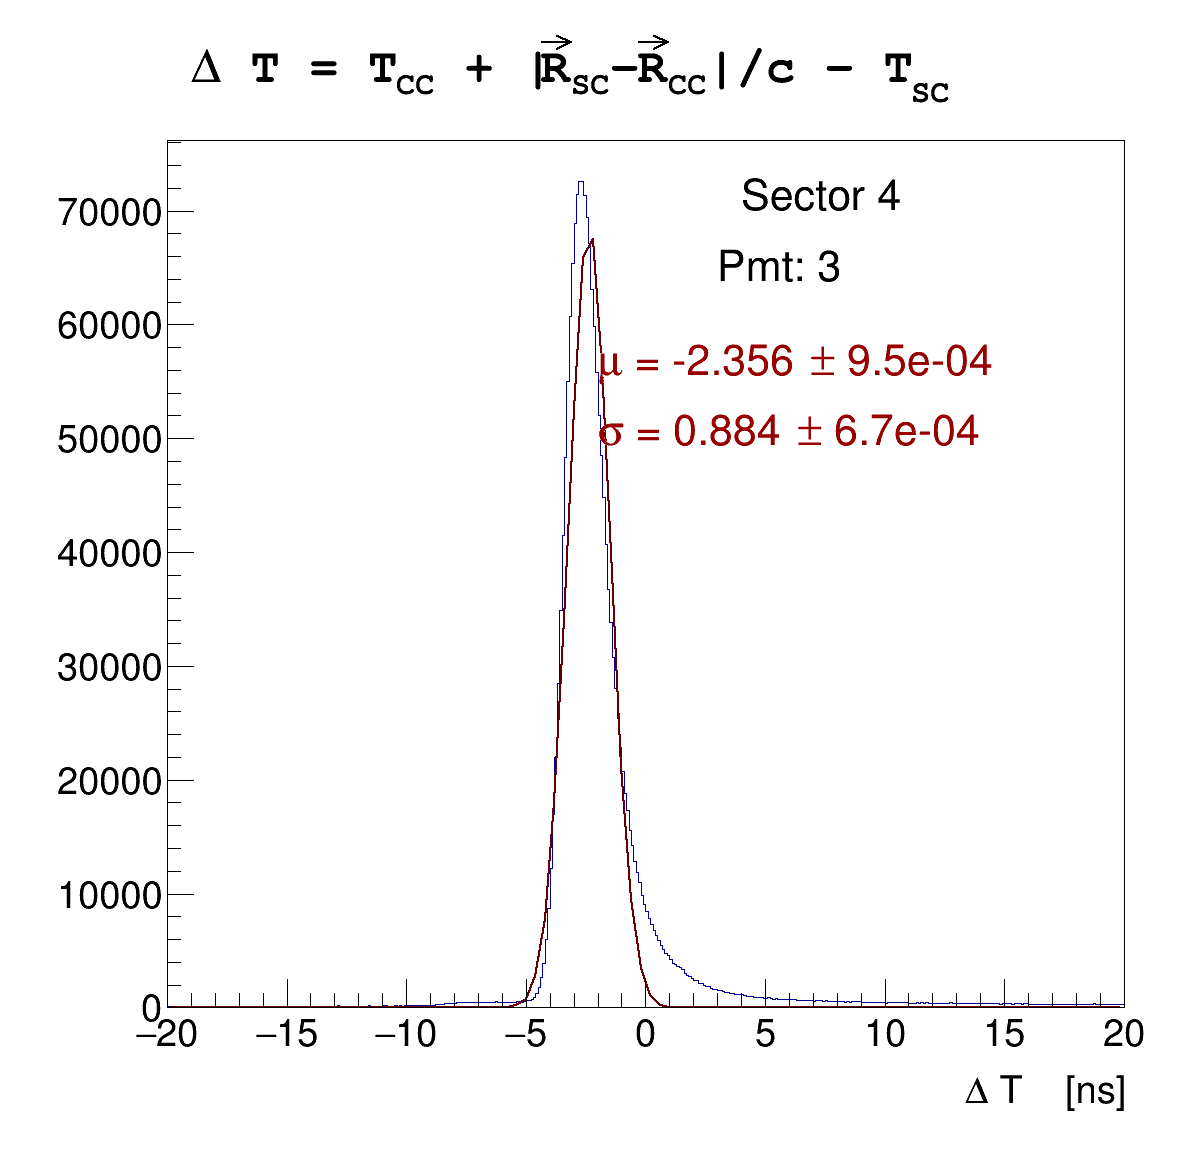 Δ T = T_CC + |R⃗_SC−R⃗_CC|/c − T_SC
Sector 4
Pmt: 3
μ = -2.356 ± 9.5e-04
σ = 0.884 ± 6.7e-04
70000
60000
50000
40000
30000
20000
10000
0
−20 −15 −10 −5 0 5 10 15 20
Δ T [ns]